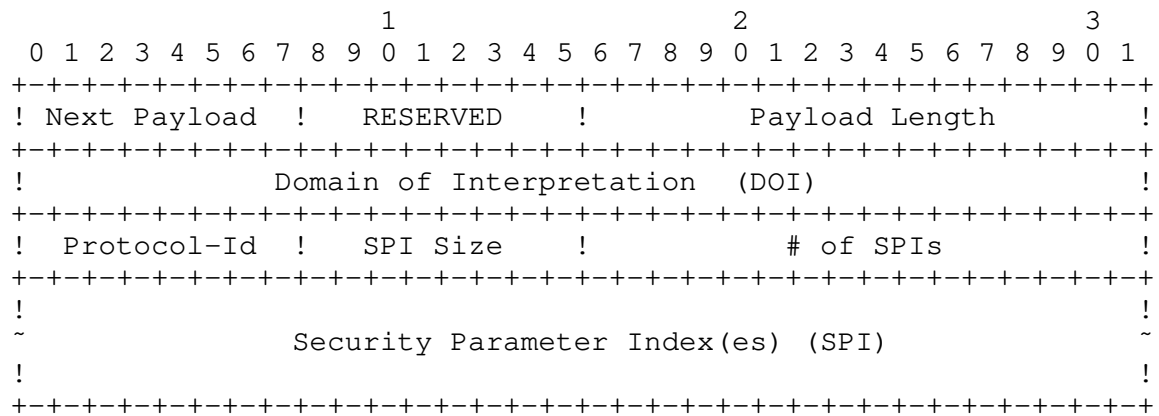 1                   2                   3
 0 1 2 3 4 5 6 7 8 9 0 1 2 3 4 5 6 7 8 9 0 1 2 3 4 5 6 7 8 9 0 1
+-+-+-+-+-+-+-+-+-+-+-+-+-+-+-+-+-+-+-+-+-+-+-+-+-+-+-+-+-+-+-+-+
! Next Payload  !   RESERVED    !         Payload Length        !
+-+-+-+-+-+-+-+-+-+-+-+-+-+-+-+-+-+-+-+-+-+-+-+-+-+-+-+-+-+-+-+-+
!              Domain of Interpretation  (DOI)                  !
+-+-+-+-+-+-+-+-+-+-+-+-+-+-+-+-+-+-+-+-+-+-+-+-+-+-+-+-+-+-+-+-+
!  Protocol-Id  !   SPI Size    !           # of SPIs           !
+-+-+-+-+-+-+-+-+-+-+-+-+-+-+-+-+-+-+-+-+-+-+-+-+-+-+-+-+-+-+-+-+
!                                                               !
~               Security Parameter Index(es) (SPI)              ~
!                                                               !
+-+-+-+-+-+-+-+-+-+-+-+-+-+-+-+-+-+-+-+-+-+-+-+-+-+-+-+-+-+-+-+-+